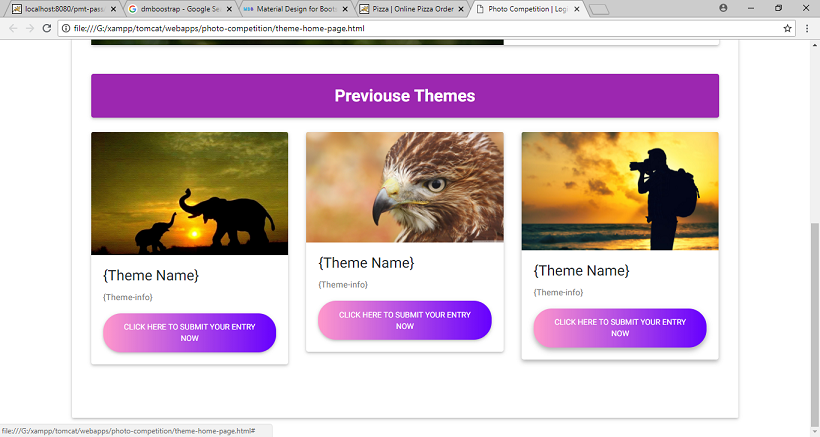 localhost:8080/pmt-pass
dmboostrap - Google Se
Material Design for Boots
Pizza | Online Pizza Order
Photo Competition | Logi
file:///G:/xampp/tomcat/webapps/photo-competition/theme-home-page.html
Previouse Themes
{Theme Name}
{Theme-info}
CLICK HERE TO SUBMIT YOUR ENTRY
NOW
{Theme Name}
{Theme-info}
CLICK HERE TO SUBMIT YOUR ENTRY
NOW
{Theme Name}
{Theme-info}
CLICK HERE TO SUBMIT YOUR ENTRY
NOW
file:///G:/xampp/tomcat/webapps/photo-competition/theme-home-page.html#